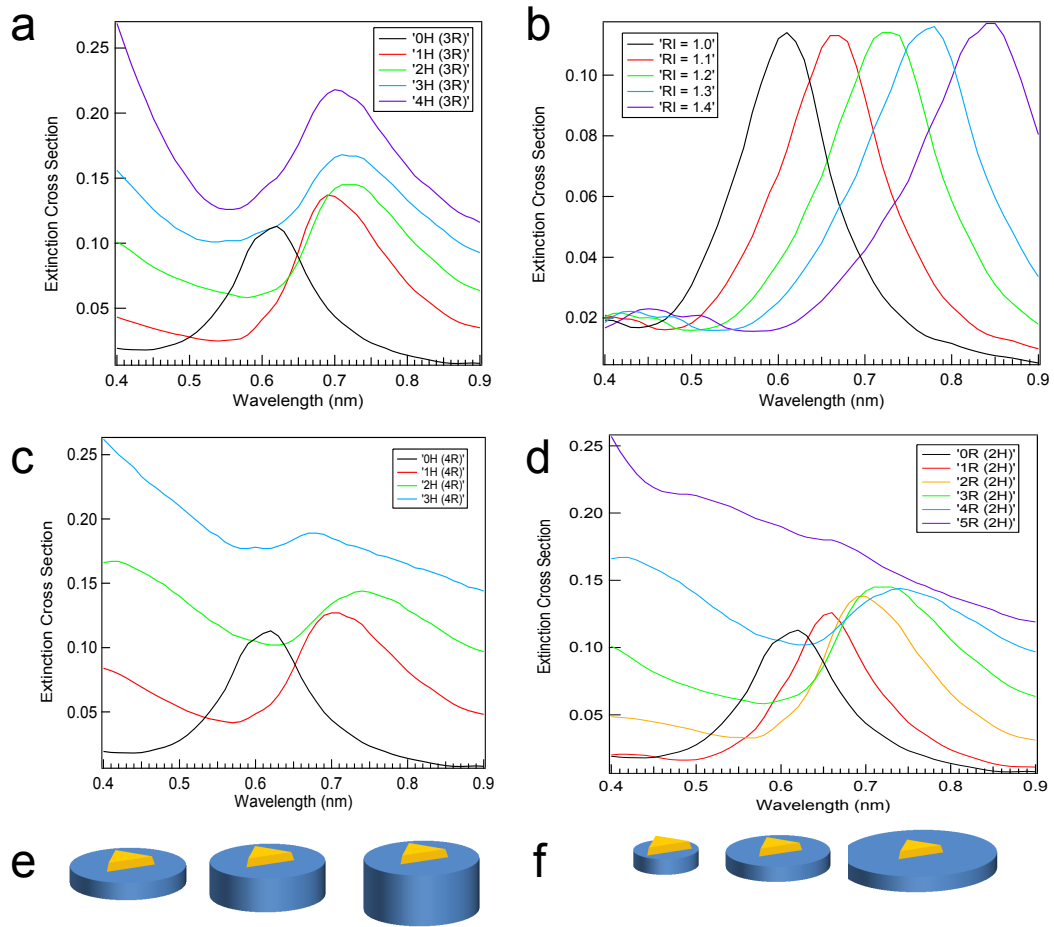 a
Extinction Cross Section
0.25
0.20
0.15
0.10
0.05
'0H (3R)'
'1H (3R)'
'2H (3R)'
'3H (3R)'
'4H (3R)'
0.4 0.5 0.6 0.7 0.8 0.9
Wavelength (nm)
b
Extinction Cross Section
0.10
0.08
0.06
0.04
0.02
'RI = 1.0'
'RI = 1.1'
'RI = 1.2'
'RI = 1.3'
'RI = 1.4'
0.4 0.5 0.6 0.7 0.8 0.9
Wavelength (nm)
c
Extinction Cross Section
0.25
0.20
0.15
0.10
0.05
'0H (4R)'
'1H (4R)'
'2H (4R)'
'3H (4R)'
0.4 0.5 0.6 0.7 0.8 0.9
Wavelength (nm)
d
Extinction Cross Section
0.25
0.20
0.15
0.10
0.05
'0R (2H)'
'1R (2H)'
'2R (2H)'
'3R (2H)'
'4R (2H)'
'5R (2H)'
0.4 0.5 0.6 0.7 0.8 0.9
Wavelength (nm)
e
f